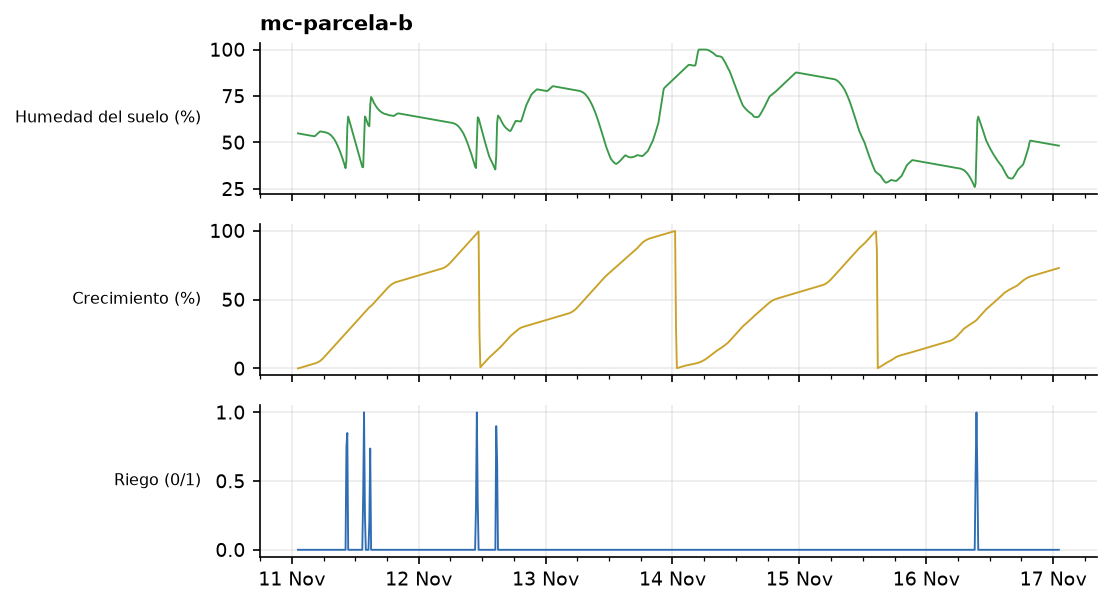 mc-parcela-b
100
75
Humedad del suelo (%)
50
25
100
Crecimiento (%)
50
0
1.0
Riego (0/1)
0.5
0.0
11 Nov 12 Nov 13 Nov 14 Nov 15 Nov 16 Nov 17 Nov